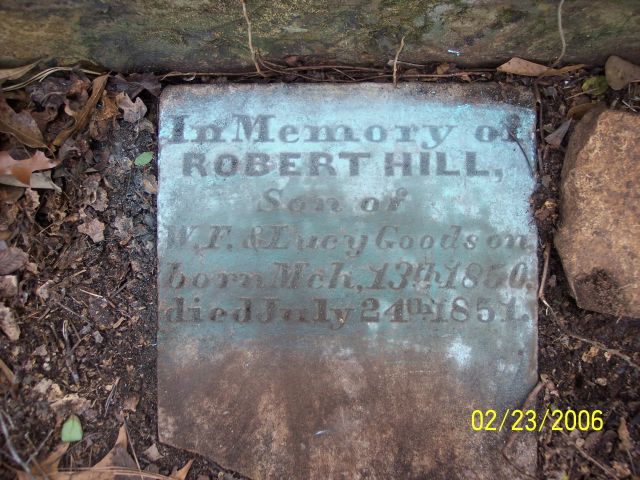 In Memory of
ROBERT HILL,
Son of
W.F. & Lucy Goodson,
born Mch, 13th 1850,
died July 24th 1851.
02/23/2006